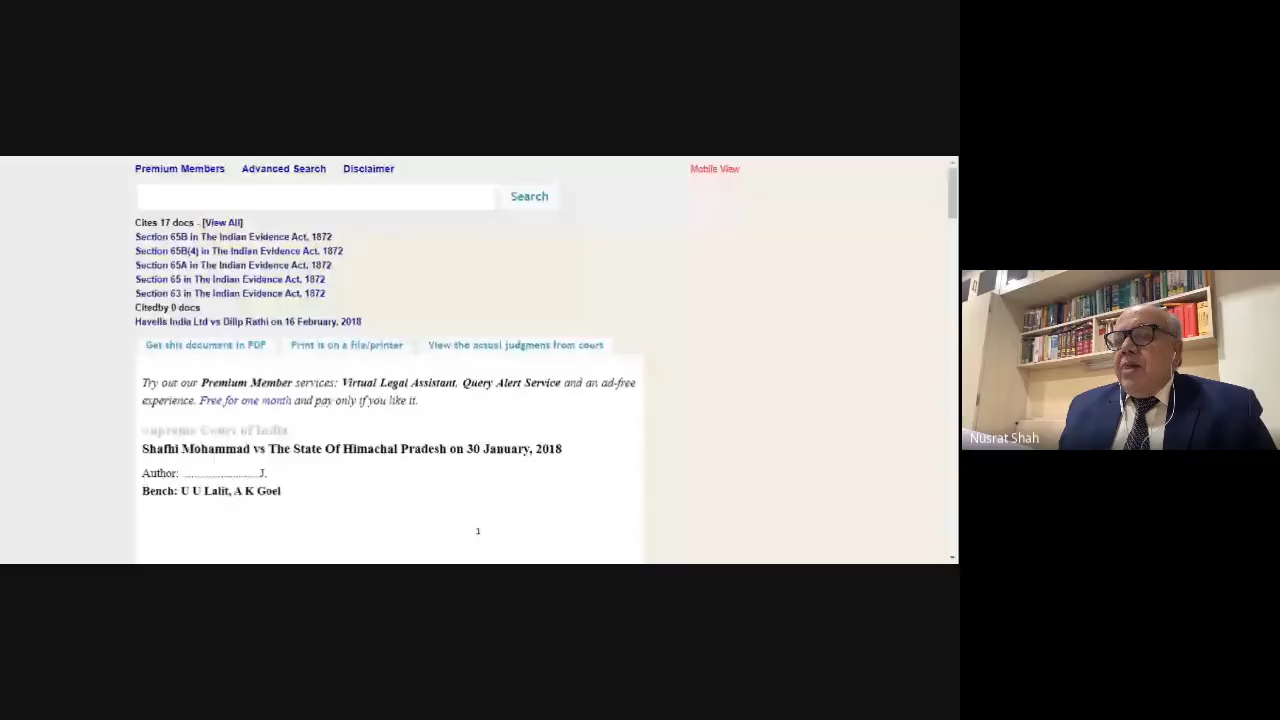 Premium Members Advanced Search Disclaimer
Mobile View
Search
Cites 17 docs - [View All]
Section 65B in The Indian Evidence Act, 1872
Section 65B(4) in The Indian Evidence Act, 1872
Section 65A in The Indian Evidence Act, 1872
Section 65 in The Indian Evidence Act, 1872
Section 63 in The Indian Evidence Act, 1872
Citedby 0 docs
Havells India Ltd vs Dilip Rathi on 16 February, 2018
Get this document in PDF Print it on a file/printer View the actual judgment from court
Try out our Premium Member services: Virtual Legal Assistant, Query Alert Service and an ad-free
experience. Free for one month and pay only if you like it.
Supreme Court of India
Shafhi Mohammad vs The State Of Himachal Pradesh on 30 January, 2018
Author: ..............................J.
Bench: U U Lalit, A K Goel
1
Nusrat Shah